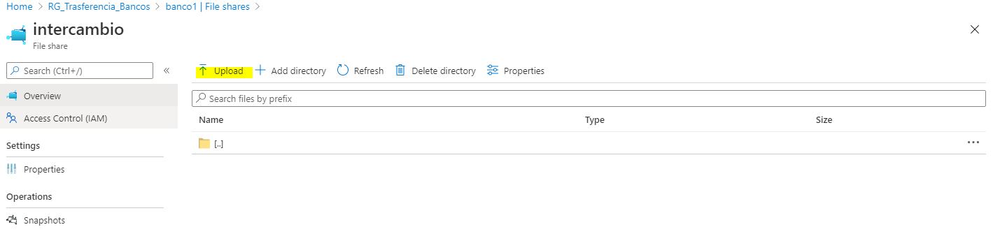 Home > RG_Trasferencia_Bancos > banco1 | File shares >
intercambio
File share
Search (Ctrl+/) «
Upload Add directory Refresh Delete directory Properties
Overview
Search files by prefix
Access Control (IAM)
Name Type Size
[..] ...
Settings
Properties
Operations
Snapshots